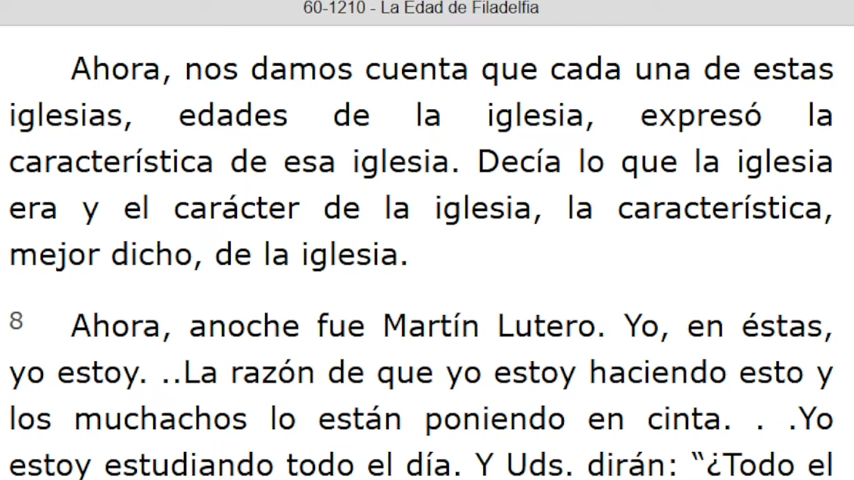 60-1210 - La Edad de Filadelfia
Ahora, nos damos cuenta que cada una de estas
iglesias, edades de la iglesia, expresó la
característica de esa iglesia. Decía lo que la iglesia
era y el carácter de la iglesia, la característica,
mejor dicho, de la iglesia.
8 Ahora, anoche fue Martín Lutero. Yo, en éstas,
yo estoy. ..La razón de que yo estoy haciendo esto y
los muchachos lo están poniendo en cinta. . .Yo
estoy estudiando todo el día. Y Uds. dirán: “¿Todo el